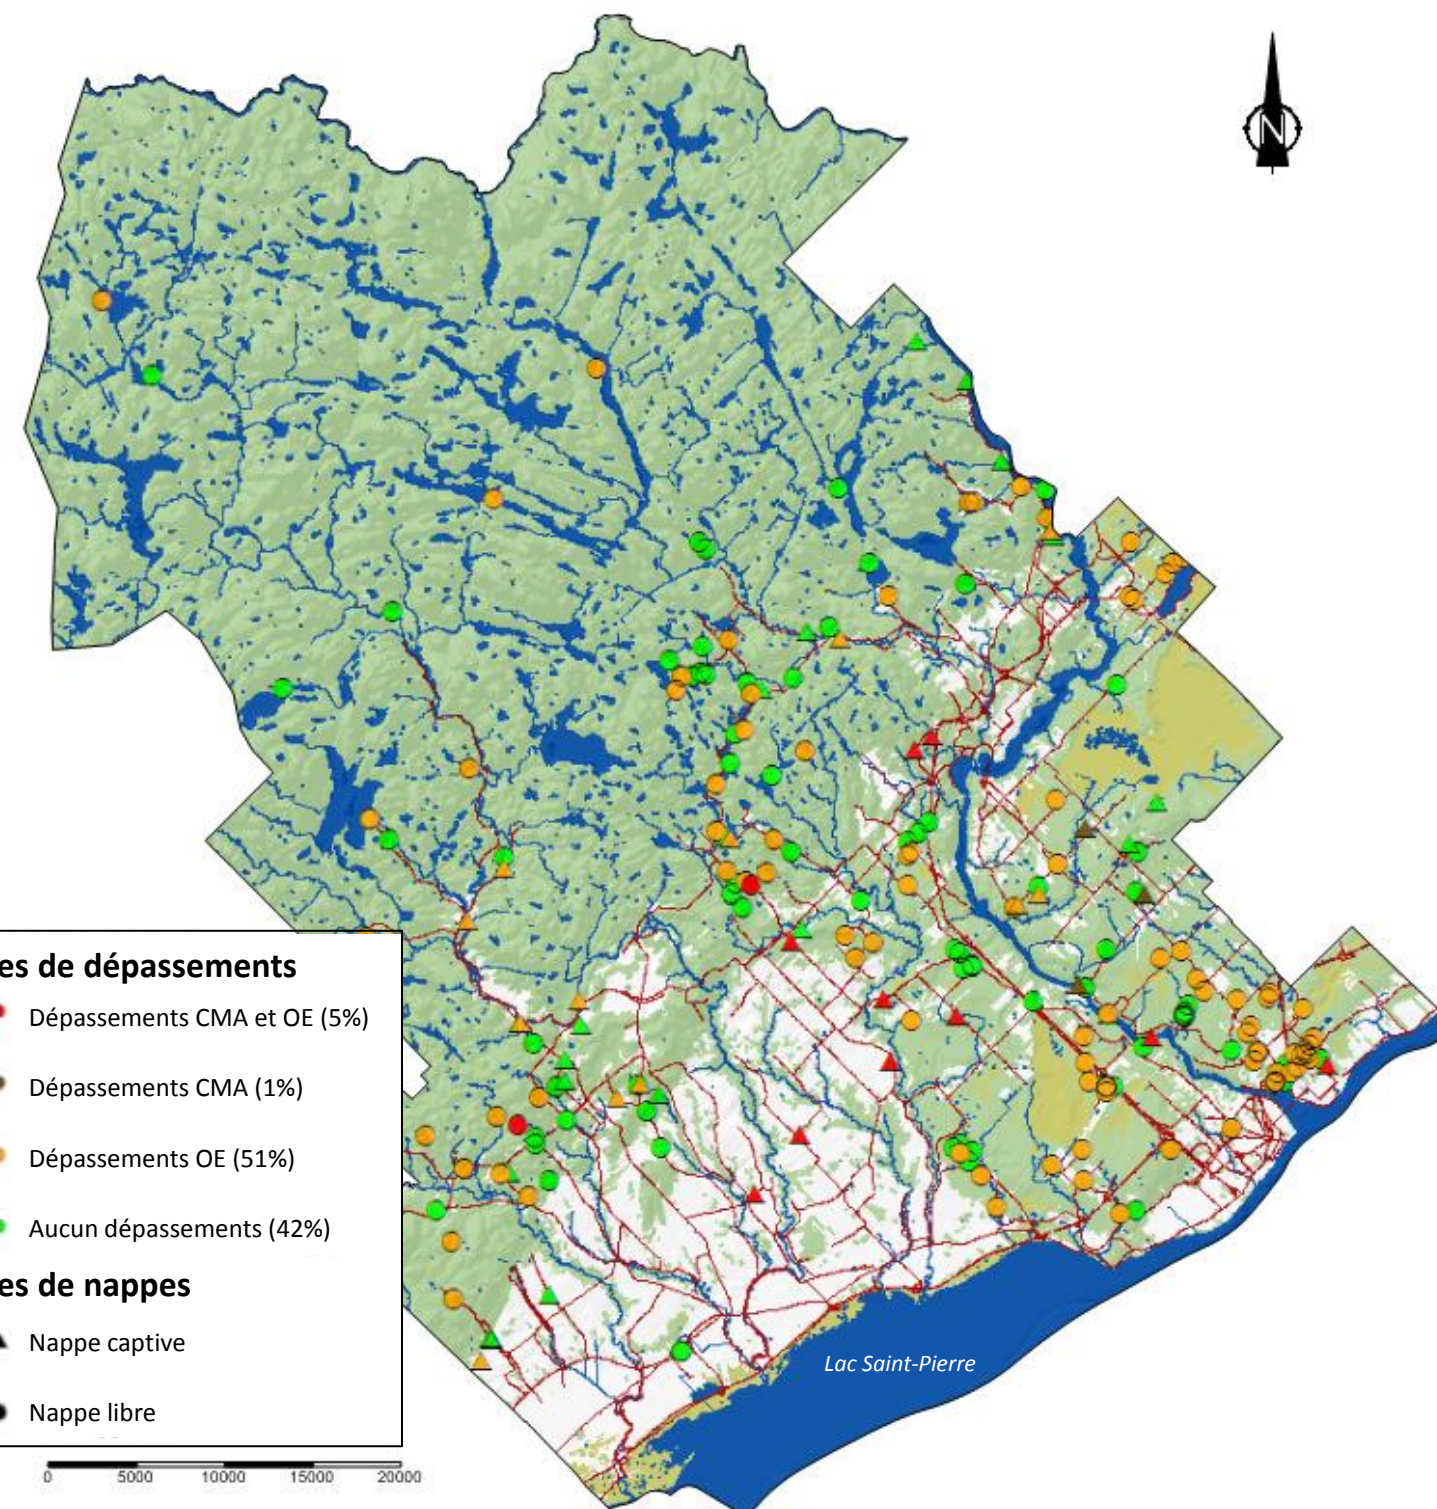 N
es de dépassements
Dépassements CMA et OE (5%)
Dépassements CMA (1%)
Dépassements OE (51%)
Aucun dépassements (42%)
es de nappes
Nappe captive
Nappe libre
Lac Saint-Pierre
0 5000 10000 15000 20000